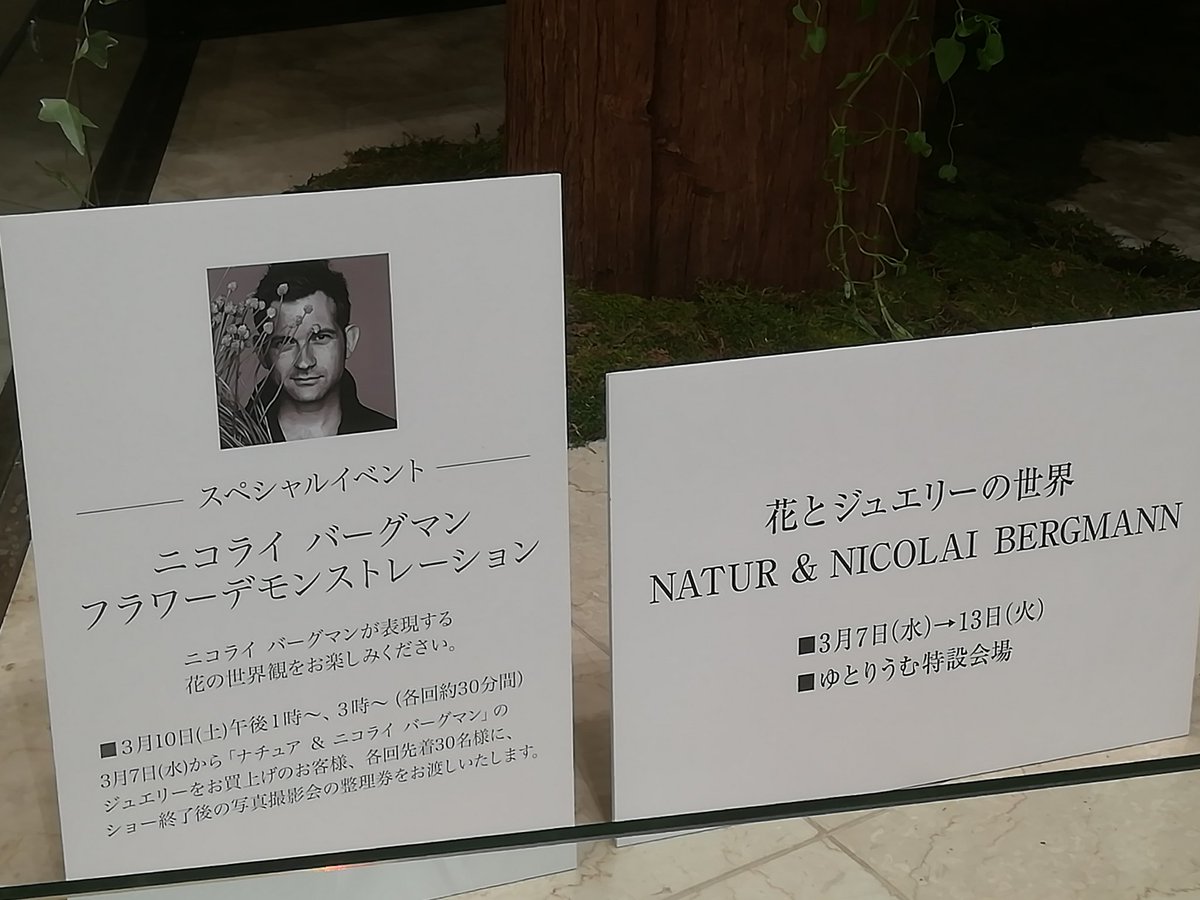 スペシャルイベント
ニコライ バーグマン
フラワーデモンストレーション
ニコライ バーグマンが表現する
花の世界観をお楽しみください。
■3月10日(土)午後1時〜、3時〜 (各回約30分間)
3月7日(水)から「ナチュア & ニコライ バーグマン」の
ジュエリーをお買上げのお客様、各回先着30名様に、
ショー終了後の写真撮影会の整理券をお渡しいたします。
花とジュエリーの世界
NATUR & NICOLAI BERGMANN
■3月7日(水)→13日(火)
■ゆとりうむ特設会場